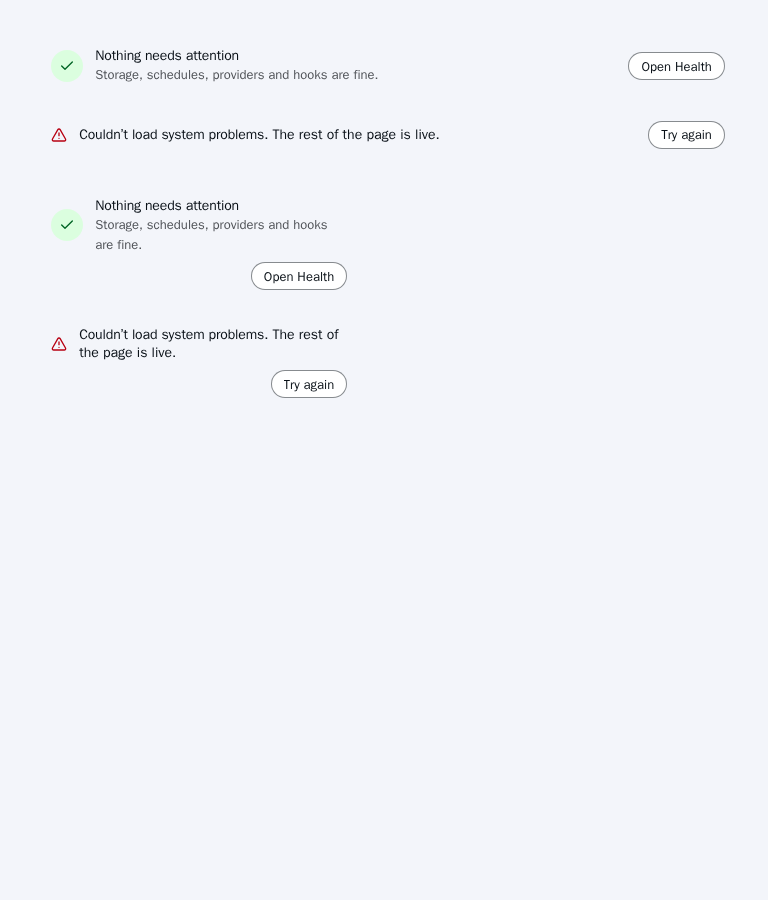 Nothing needs attention
Storage, schedules, providers and hooks are fine.
Open Health
Couldn’t load system problems. The rest of the page is live.
Try again
Nothing needs attention
Storage, schedules, providers and hooks
are fine.
Open Health
Couldn’t load system problems. The rest of
the page is live.
Try again